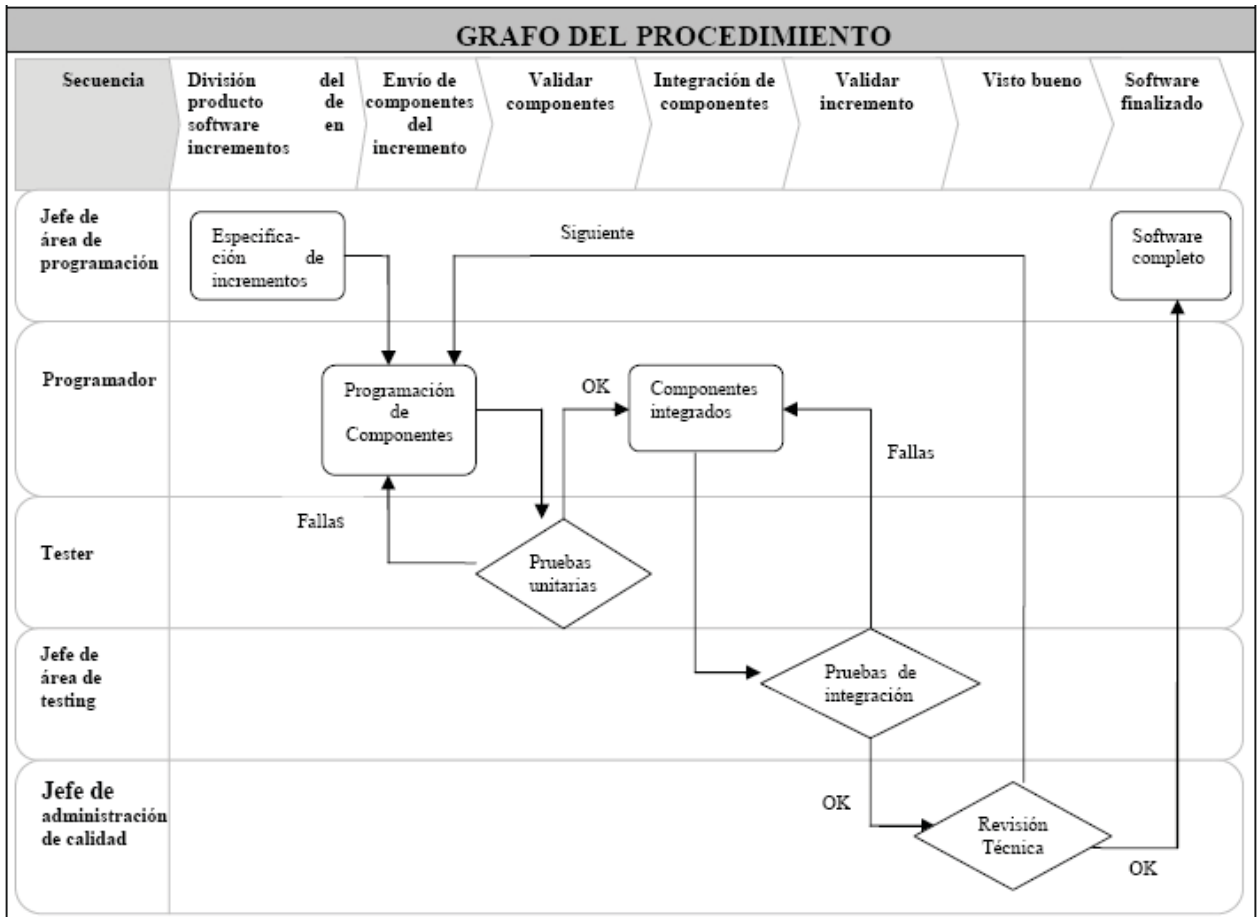 GRAFO DEL PROCEDIMIENTO
Secuencia
División del
producto de
software en
incrementos
Envío de
componentes
del
incremento
Validar
componentes
Integración de
componentes
Validar
incremento
Visto bueno
Software
finalizado
Jefe de
área de
programación
Especifica-
ción de
incrementos
Siguiente
Software
completo
Programador
Programación
de
Componentes
OK
Componentes
integrados
Fallas
Fallas
Tester
Pruebas
unitarias
Jefe de
área de
testing
Pruebas de
integración
Jefe de
administración
de calidad
OK
Revisión
Técnica
OK